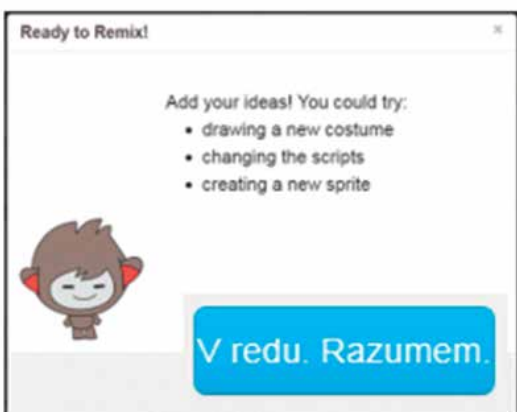 Ready to Remix!
×
Add your ideas! You could try:
• drawing a new costume
• changing the scripts
• creating a new sprite
V redu. Razumem.